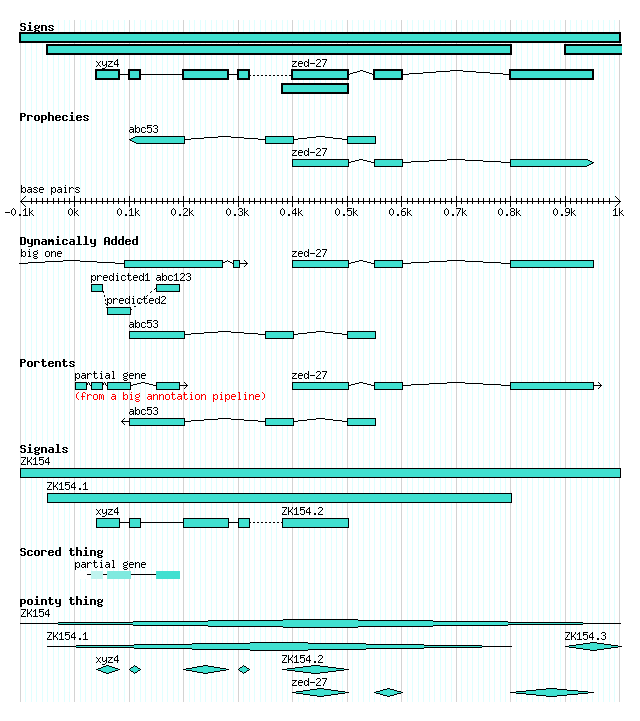 Signs
xyz4 zed-27
Prophecies
abc53
zed-27
base pairs
-0.1k 0k 0.1k 0.2k 0.3k 0.4k 0.5k 0.6k 0.7k 0.8k 0.9k 1k
Dynamically Added
big one zed-27
predicted1 abc123
predicted2
abc53
Portents
partial gene zed-27
(from a big annotation pipeline)
abc53
Signals
ZK154
ZK154.1
xyz4 ZK154.2
Scored thing
partial gene
pointy thing
ZK154
ZK154.1 ZK154.3
xyz4 ZK154.2
zed-27